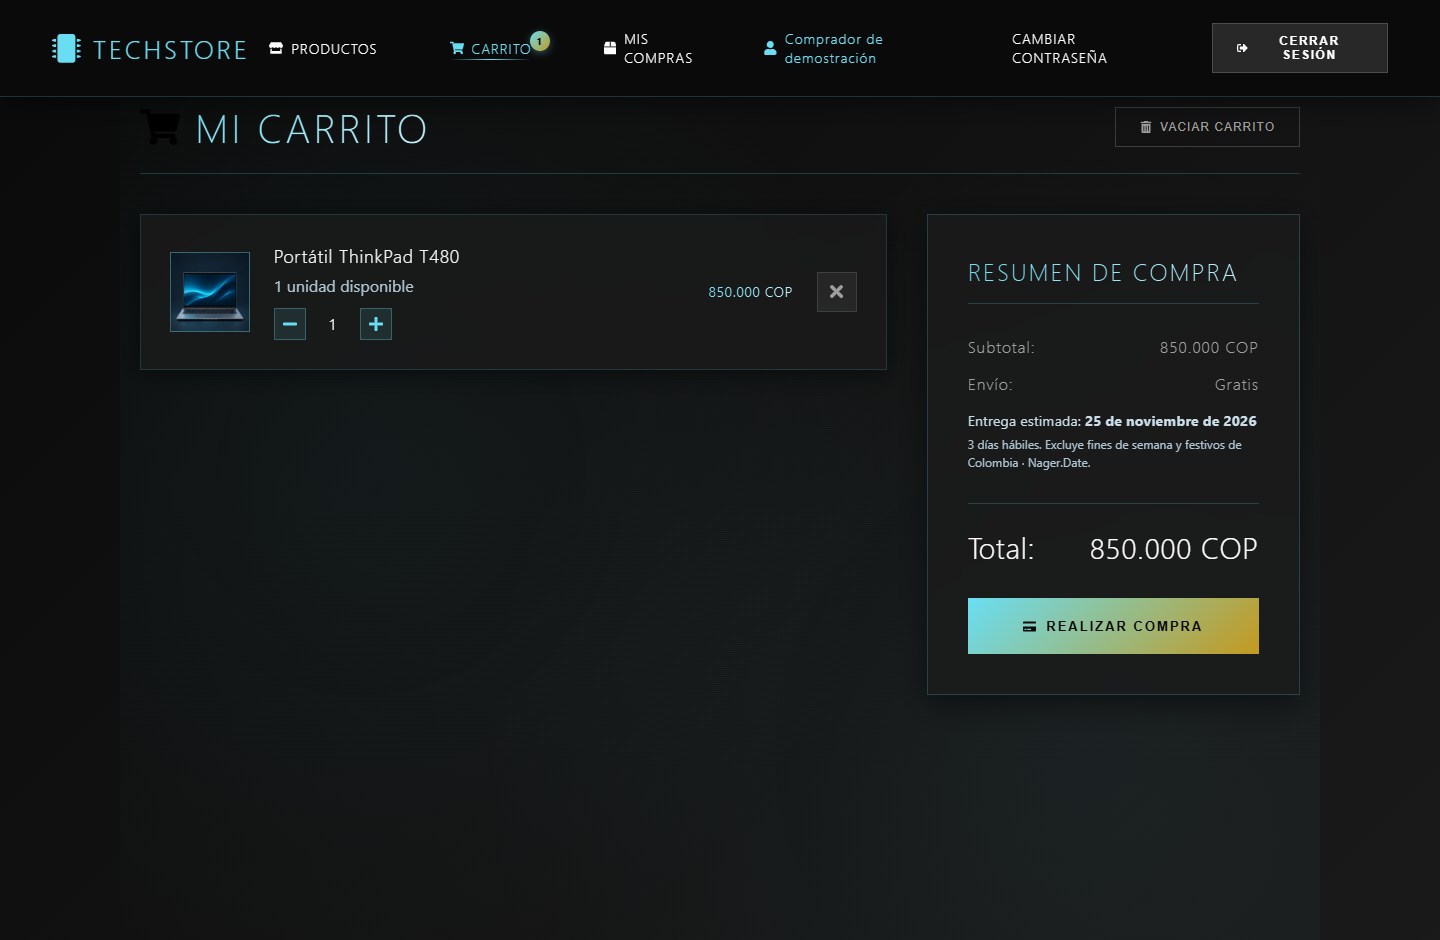 TECHSTORE
PRODUCTOS
CARRITO
1
MIS
COMPRAS
Comprador de
demostración
CAMBIAR
CONTRASEÑA
CERRAR
SESIÓN
MI CARRITO
VACIAR CARRITO
Portátil ThinkPad T480
1 unidad disponible
1
850.000 COP
RESUMEN DE COMPRA
Subtotal: 850.000 COP
Envío: Gratis
Entrega estimada: 25 de noviembre de 2026
3 días hábiles. Excluye fines de semana y festivos de
Colombia · Nager.Date.
Total: 850.000 COP
REALIZAR COMPRA